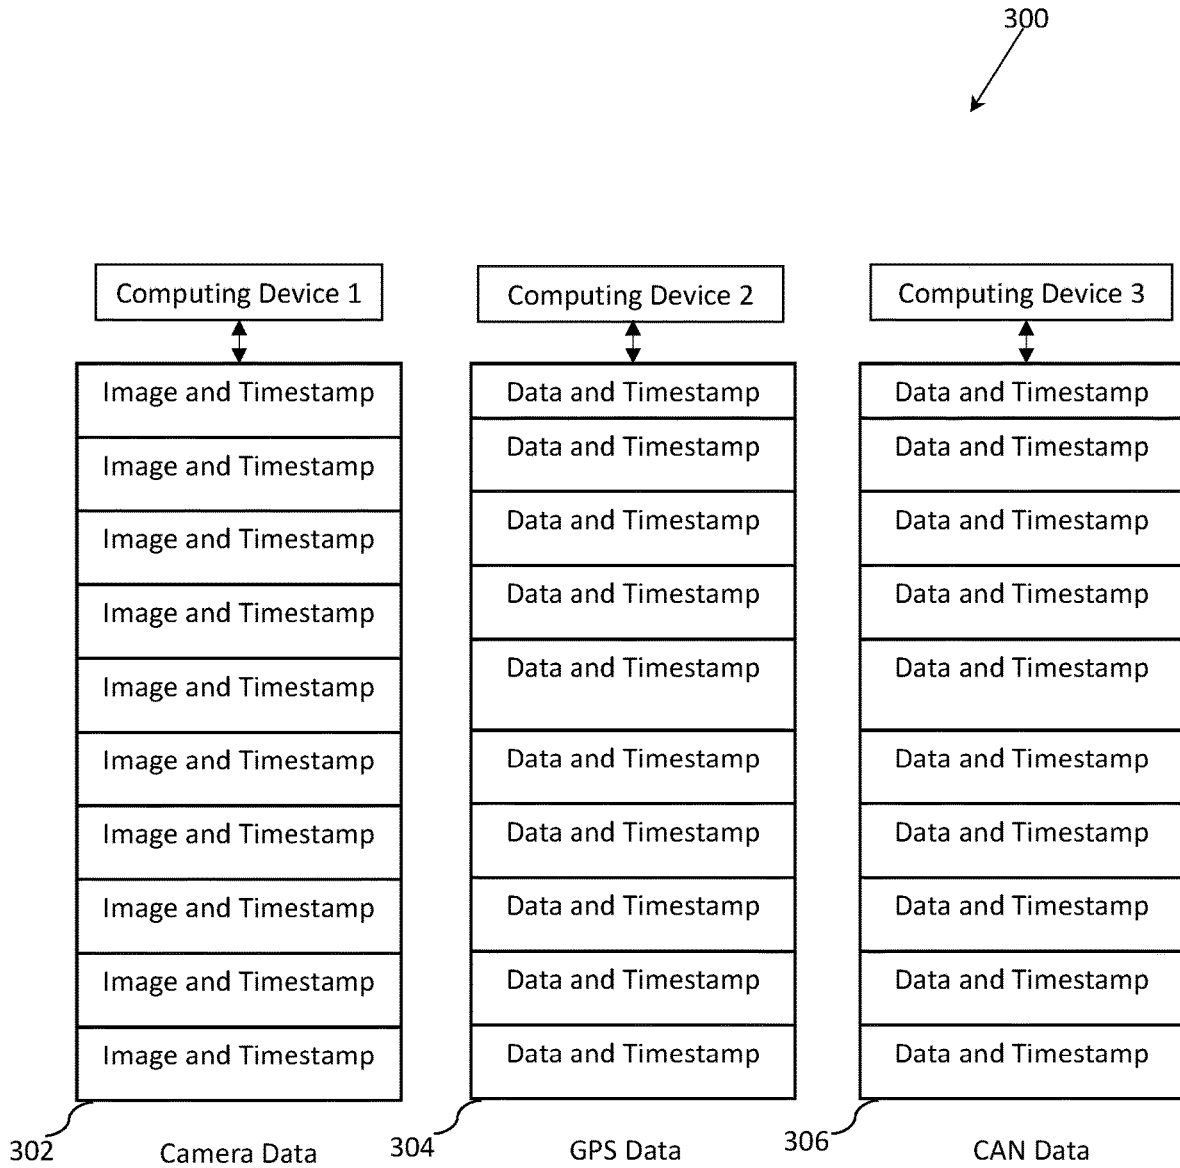 300
Computing Device 1
Computing Device 2
Computing Device 3
Image and Timestamp
Data and Timestamp
Data and Timestamp
Image and Timestamp
Data and Timestamp
Data and Timestamp
Image and Timestamp
Data and Timestamp
Data and Timestamp
Image and Timestamp
Data and Timestamp
Data and Timestamp
Image and Timestamp
Data and Timestamp
Data and Timestamp
Image and Timestamp
Data and Timestamp
Data and Timestamp
Image and Timestamp
Data and Timestamp
Data and Timestamp
Image and Timestamp
Data and Timestamp
Data and Timestamp
Image and Timestamp
Data and Timestamp
Data and Timestamp
Image and Timestamp
Data and Timestamp
Data and Timestamp
302
Camera Data
304
GPS Data
306
CAN Data